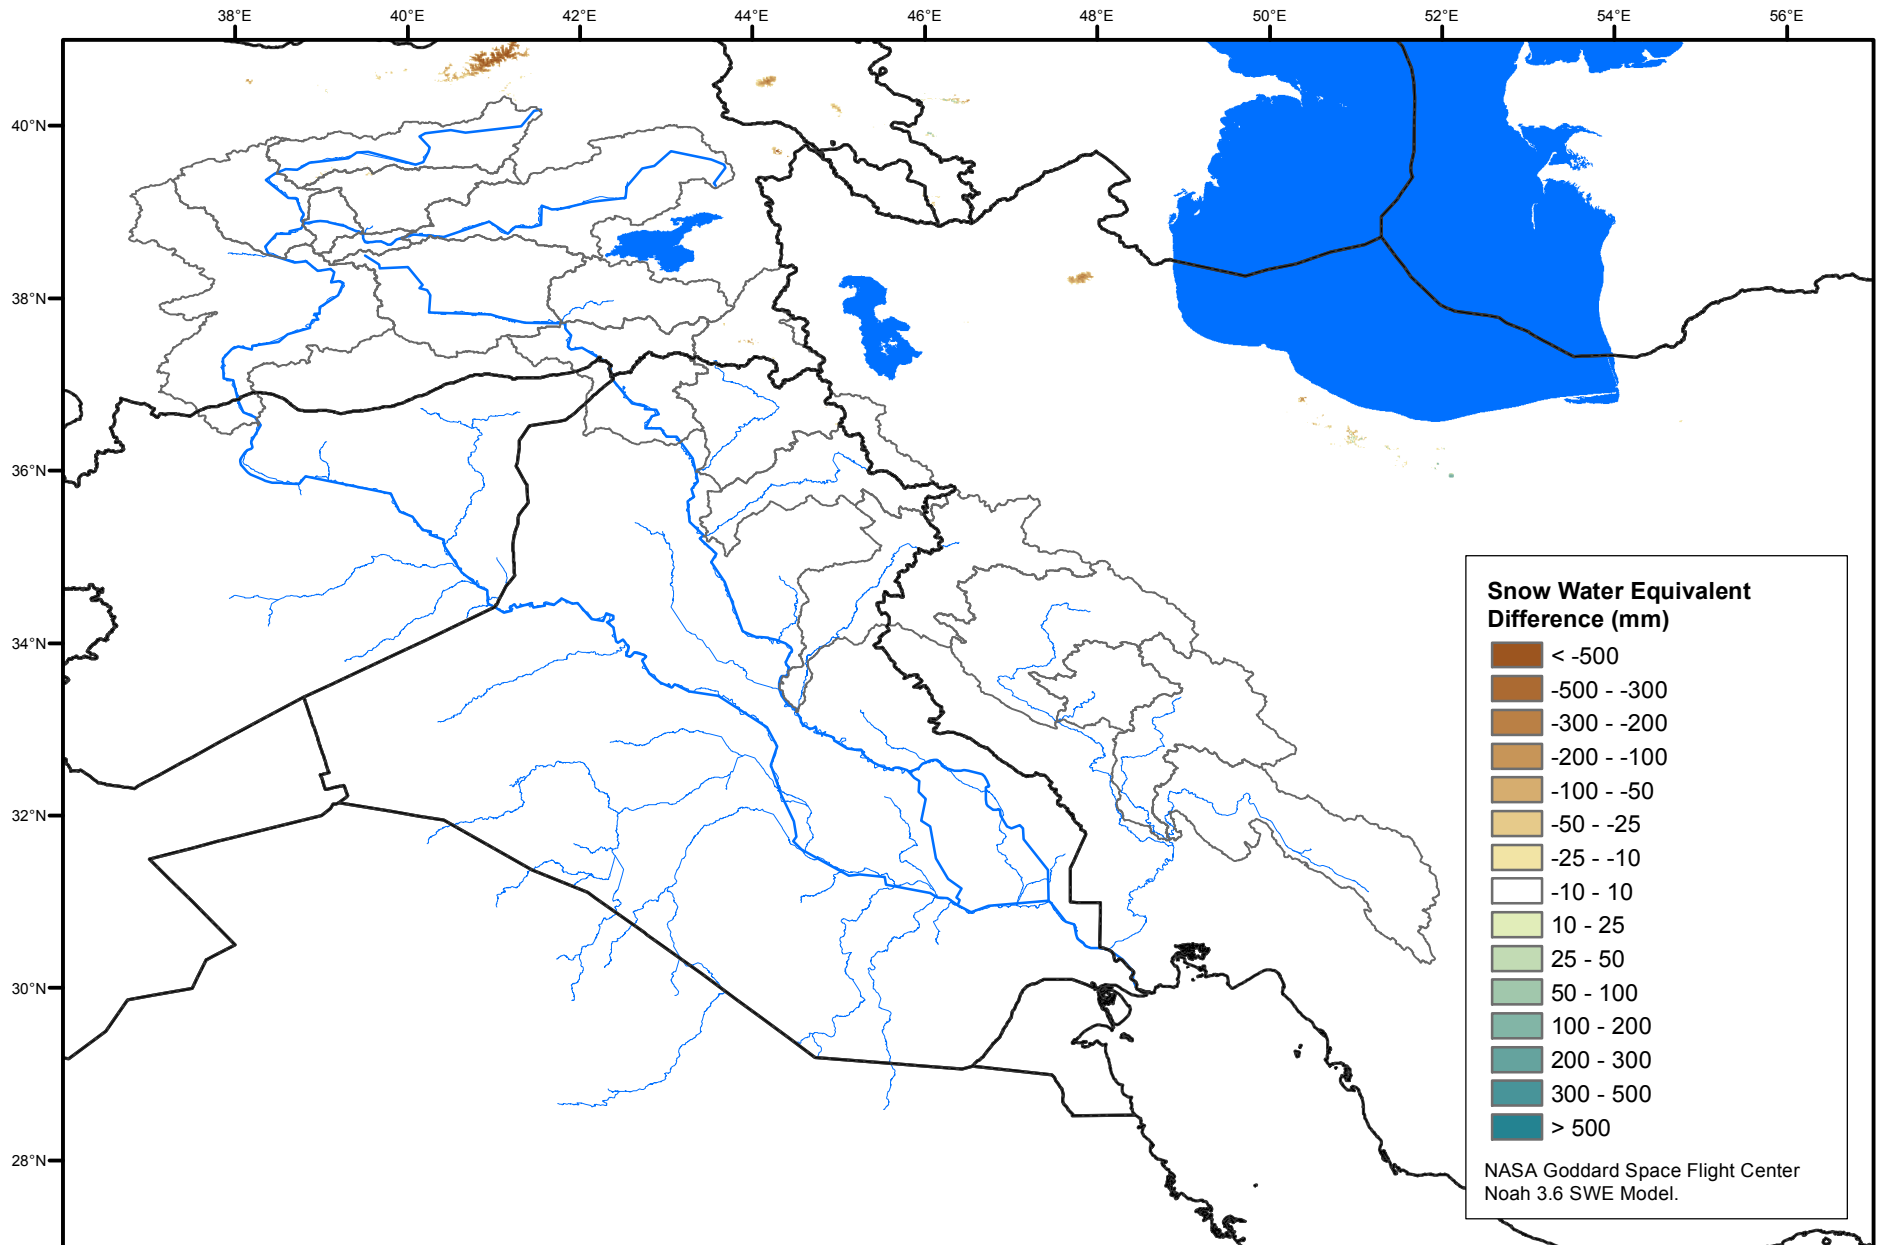 38°E 40°E 42°E 44°E 46°E 48°E 50°E 52°E 54°E 56°E
40°N
38°N
36°N
34°N
32°N
30°N
28°N
Snow Water Equivalent
Difference (mm)
< -500
-500 - -300
-300 - -200
-200 - -100
-100 - -50
-50 - -25
-25 - -10
-10 - 10
10 - 25
25 - 50
50 - 100
100 - 200
200 - 300
300 - 500
> 500
NASA Goddard Space Flight Center
Noah 3.6 SWE Model.